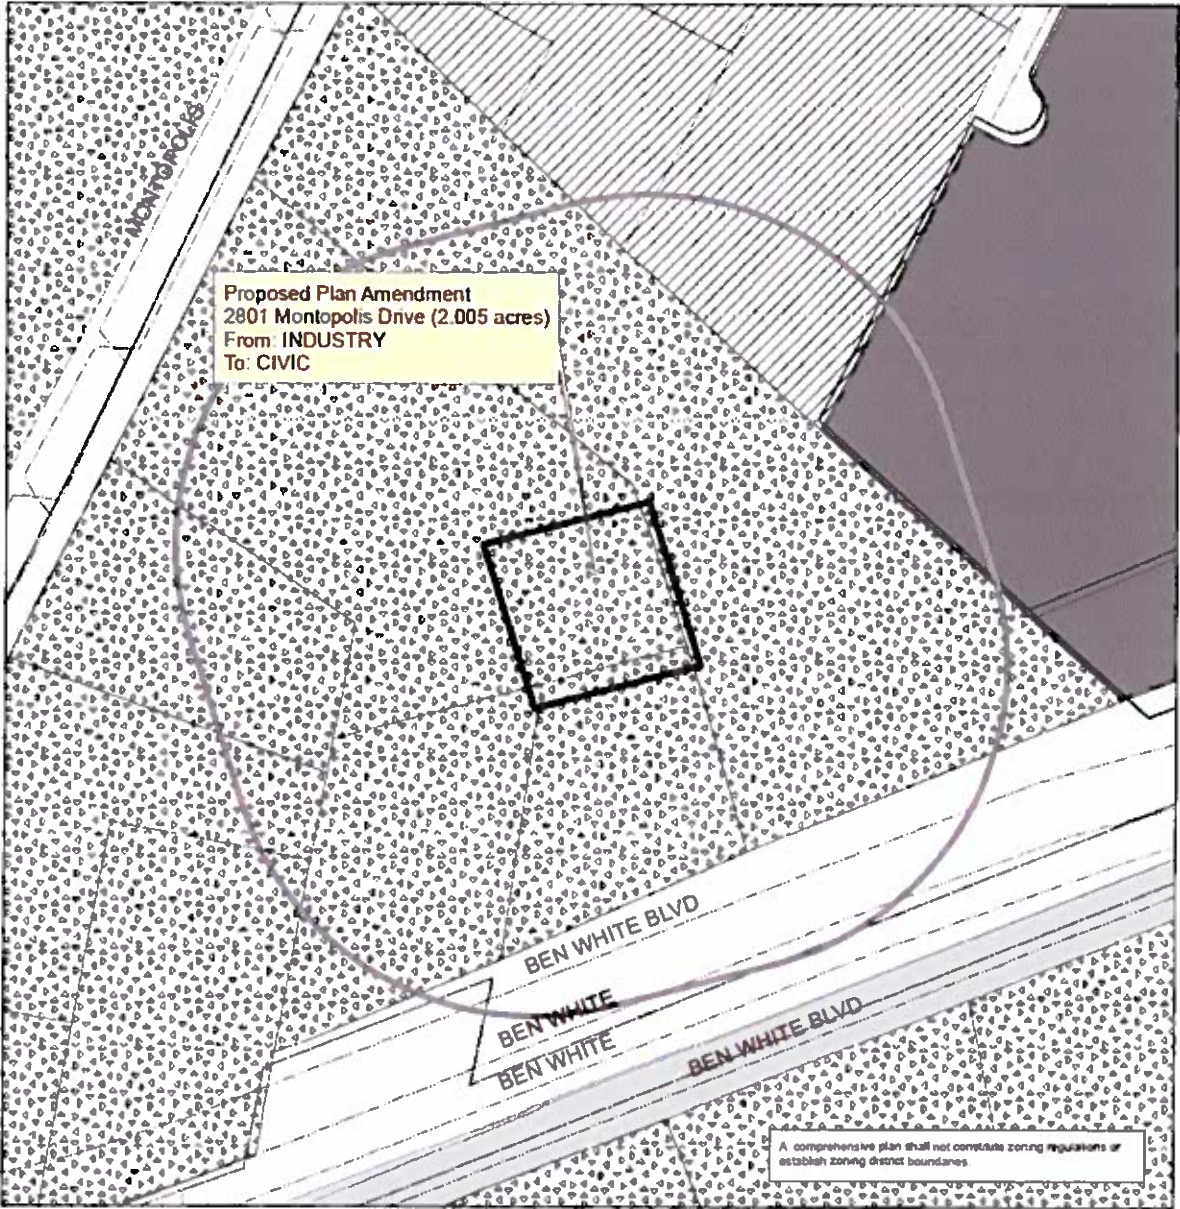 MONTOPOLIS
Proposed Plan Amendment
2801 Montopolis Drive (2.005 acres)
From: INDUSTRY
To: CIVIC
BEN WHITE BLVD
BEN WHITE
BEN WHITE
BEN WHITE BLVD
A comprehensive plan shall not constitute zoning regulations or
establish zoning district boundaries.